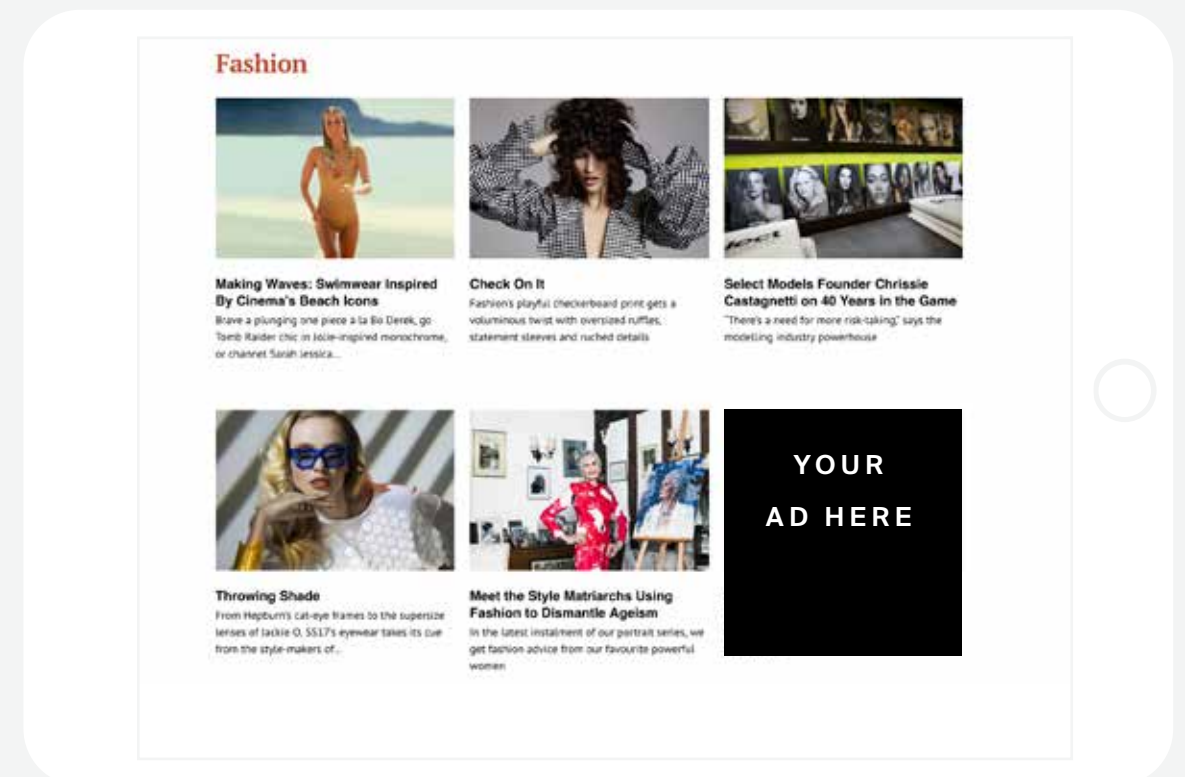 Fashion
Making Waves: Swimwear Inspired
By Cinema's Beach Icons
Brave a plunging one piece à la Bo Derek, go
Tomb Raider chic in Jolie-inspired monochrome,
or channel Sarah Jessica...
Check On It
Fashion's playful checkerboard print gets a
voluminous twist with oversized ruffles,
statement sleeves and ruched details
Select Models Founder Chrissie
Castagnetti on 40 Years in the Game
"There's a need for more risk-taking," says the
modelling industry powerhouse
Throwing Shade
From Hepburn's cat-eye frames to the supersize
lenses of Jackie O, SS17's eyewear takes its cue
from the style-makers of...
Meet the Style Matriarchs Using
Fashion to Dismantle Ageism
In the latest instalment of our portrait series, we
get fashion advice from our favourite powerful
women
YOUR
AD HERE